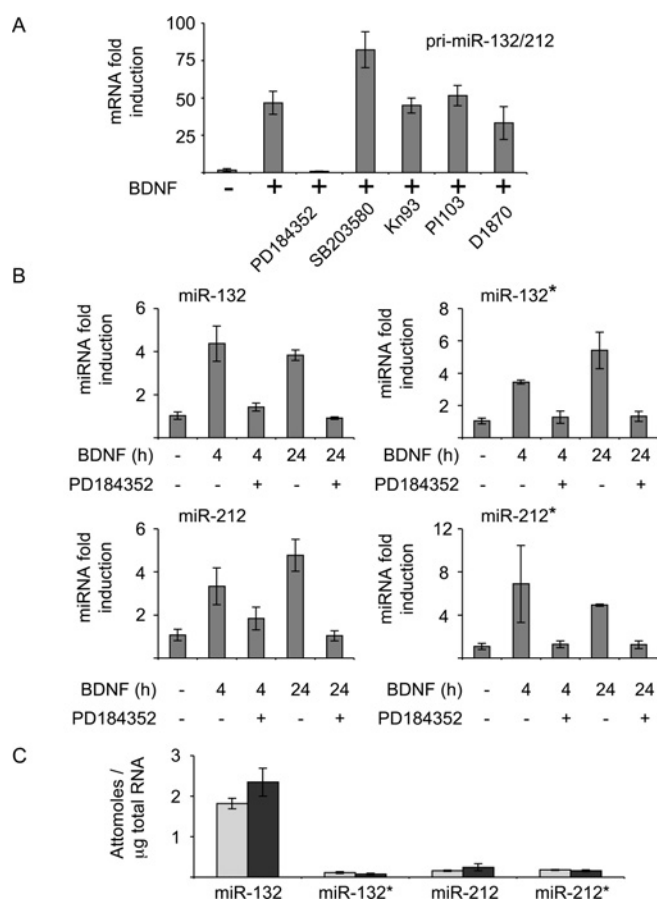 A
pri-miR-132/212
mRNA fold
induction
100
75
50
25
BDNF - + + + + + +
PD184352
SB203580
Kn93
PI103
D1870
B
miR-132
miRNA fold
induction
6
4
2
BDNF (h) - 4 4 24 24
PD184352 - - + - +
miR-132*
miRNA fold
induction
8
6
4
2
BDNF (h) - 4 4 24 24
PD184352 - - + - +
miR-212
miRNA fold
induction
6
4
2
BDNF (h) - 4 4 24 24
PD184352 - - + - +
miR-212*
miRNA fold
induction
12
8
4
BDNF (h) - 4 4 24 24
PD184352 - - + - +
C
Attomoles /
μg total RNA
3
2
1
miR-132 miR-132* miR-212 miR-212*